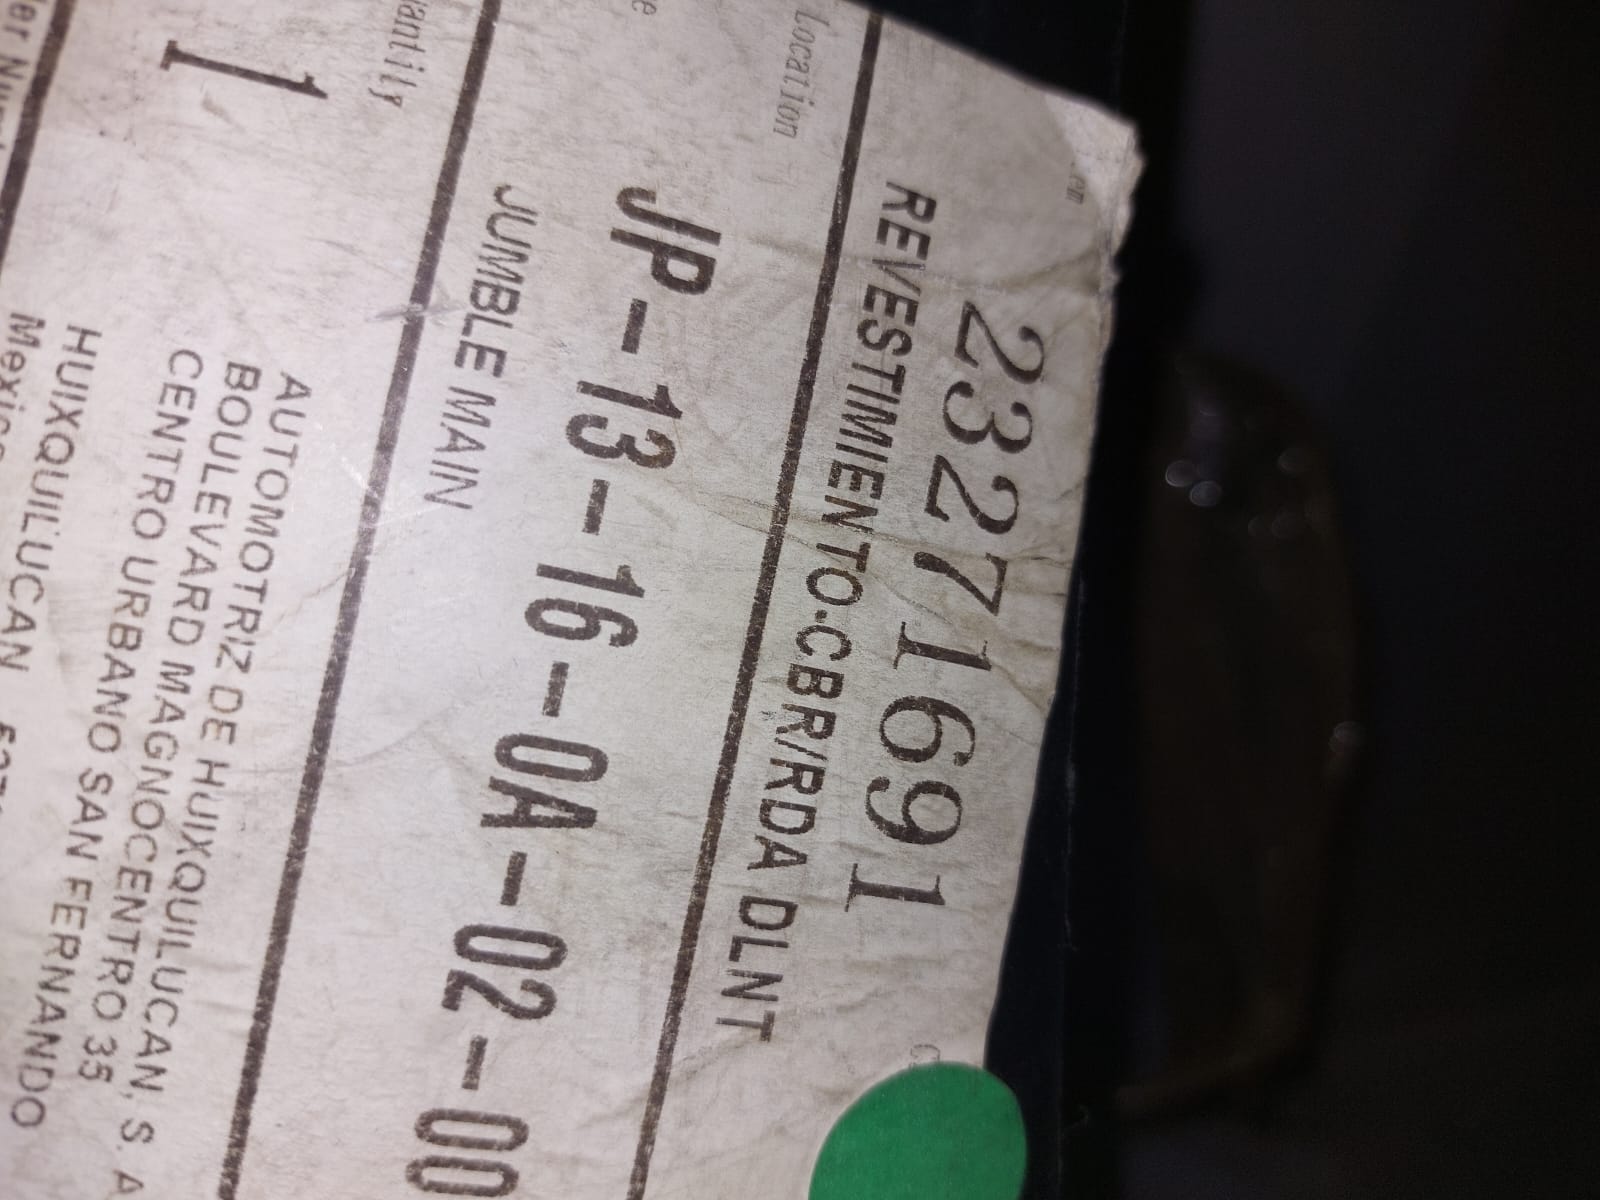 23271691
REVESTIMIENTO-CBR/RDA DLNT
Location
JP-13-16-0A-02-00
JUMBLE MAIN
1
AUTOMOTRIZ DE HUIXQUILUCAN, S. A
BOULEVARD MAGNOCENTRO 35
CENTRO URBANO SAN FERNANDO
HUIXQUILUCAN